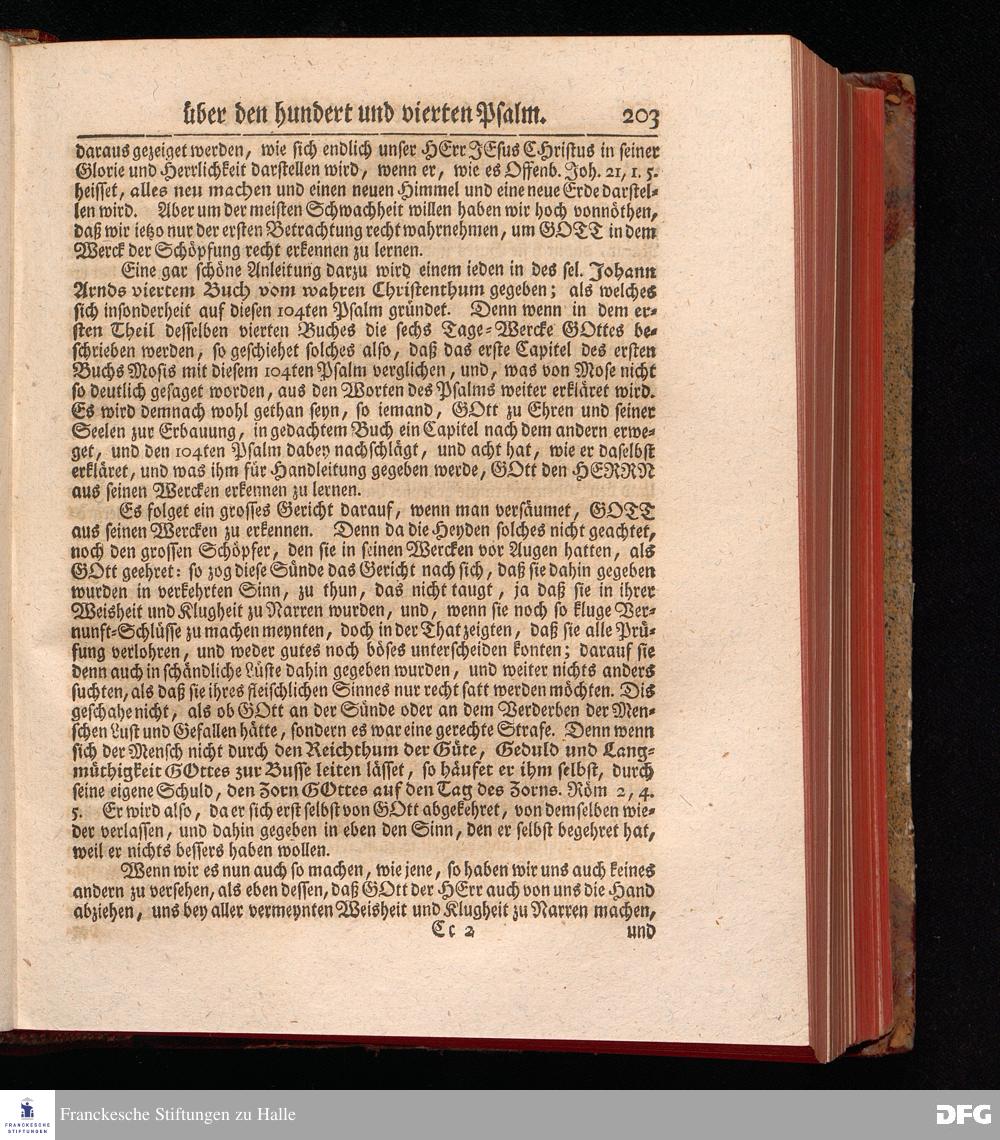 über den hundert und vierten Psalm. 203
daraus gezeiget werden, wie sich endlich unser HErr JEsus CHristus in seiner
Glorie und Herrlichkeit darstellen wird, wenn er, wie es Offenb. Joh. 21, 1. 5.
heisset, alles neu machen und einen neuen Himmel und eine neue Erde darstel-
len wird. Aber um der meisten Schwachheit willen haben wir hoch vonnöthen,
daß wir ietzo nur der ersten Betrachtung recht wahrnehmen, um GOTT in dem
Werck der Schöpfung recht erkennen zu lernen.
Eine gar schöne Anleitung darzu wird einem ieden in des sel. Johann
Arnds viertem Buch vom wahren Christenthum gegeben; als welches
sich insonderheit auf diesen 104ten Psalm gründet. Denn wenn in dem er-
sten Theil desselben vierten Buches die sechs Tage-Wercke GOttes be-
schrieben werden, so geschiehet solches also, daß das erste Capitel des ersten
Buchs Mosis mit diesem 104ten Psalm verglichen, und, was von Mose nicht
so deutlich gesaget worden, aus den Worten des Psalms weiter erkläret wird.
Es wird demnach wohl gethan seyn, so iemand, GOtt zu Ehren und seiner
Seelen zur Erbauung, in gedachtem Buch ein Capitel nach dem andern erwe-
get, und den 104ten Psalm dabey nachschlägt, und acht hat, wie er daselbst
erkläret, und was ihm für Handleitung gegeben werde, GOtt den HERRN
aus seinen Wercken erkennen zu lernen.
Es folget ein grosses Gericht darauf, wenn man versäumet, GOTT
aus seinen Wercken zu erkennen. Denn da die Heyden solches nicht geachtet,
noch den grossen Schöpfer, den sie in seinen Wercken vor Augen hatten, als
GOtt geehret: so zog diese Sünde das Gericht nach sich, daß sie dahin gegeben
wurden in verkehrten Sinn, zu thun, das nicht taugt, ja daß sie in ihrer
Weisheit und Klugheit zu Narren wurden, und, wenn sie noch so kluge Ver-
nunft-Schlüsse zu machen meynten, doch in der That zeigten, daß sie alle Prü-
fung verlohren, und weder gutes noch böses unterscheiden konten; darauf sie
denn auch in schändliche Lüste dahin gegeben wurden, und weiter nichts anders
suchten, als daß sie ihres fleischlichen Sinnes nur recht satt werden möchten. Dis
geschahe nicht, als ob GOtt an der Sünde oder an dem Verderben der Men-
schen Lust und Gefallen hätte, sondern es war eine gerechte Strafe. Denn wenn
sich der Mensch nicht durch den Reichthum der Güte, Geduld und Lang-
müthigkeit GOttes zur Busse leiten lässet, so häufet er ihm selbst, durch
seine eigene Schuld, den Zorn GOttes auf den Tag des Zorns. Röm 2, 4.
5. Er wird also, da er sich erst selbst von GOtt abgekehret, von demselben wie-
der verlassen, und dahin gegeben in eben den Sinn, den er selbst begehret hat,
weil er nichts bessers haben wollen.
Wenn wir es nun auch so machen, wie jene, so haben wir uns auch keines
andern zu versehen, als eben dessen, daß GOtt der HErr auch von uns die Hand
abziehen, uns bey aller vermeynten Weisheit und Klugheit zu Narren machen,
Cc 2 und
FRANCKESCHE
STIFTUNGEN
Franckesche Stiftungen zu Halle
DFG